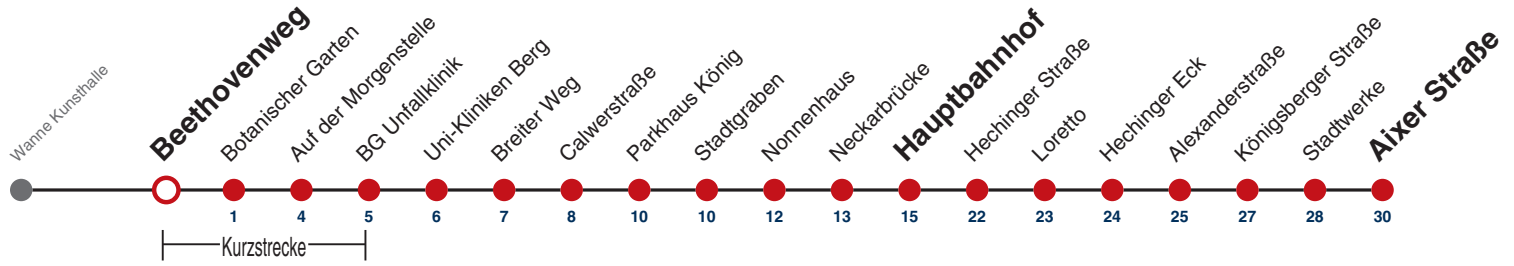 Wanne Kunsthalle
Beethovenweg
Botanischer Garten
Auf der Morgenstelle
BG Unfallklinik
Uni-Kliniken Berg
Breiter Weg
Calwerstraße
Parkhaus König
Stadtgraben
Nonnenhaus
Neckarbrücke
Hauptbahnhof
Hechinger Straße
Loretto
Hechinger Eck
Alexanderstraße
Königsberger Straße
Stadtwerke
Aixer Straße
1 4 5 6 7 8 10 10 12 13 15 22 23 24 25 27 28 30
Kurzstrecke